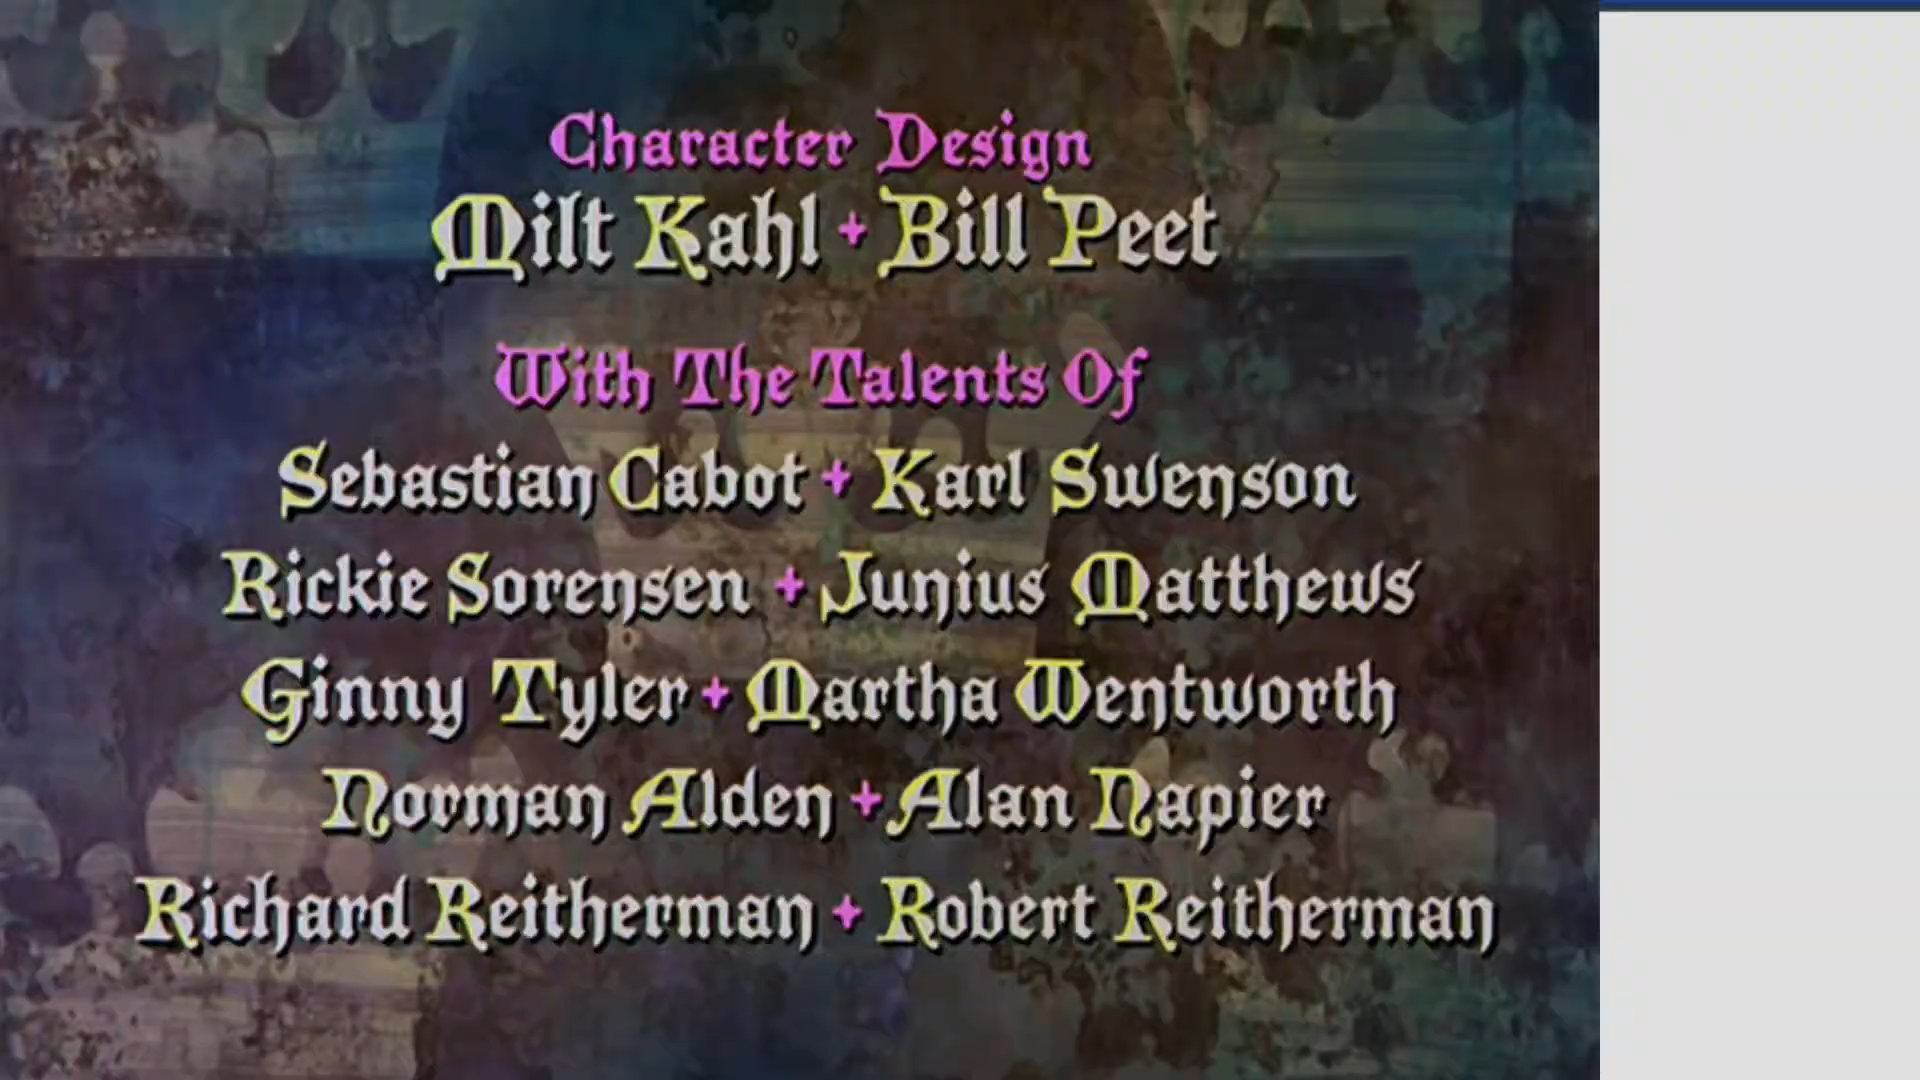 Character Design
Milt Kahl + Bill Peet
With The Talents Of
Sebastian Cabot + Karl Swenson
Rickie Sorensen + Junius Matthews
Ginny Tyler + Martha Wentworth
Norman Alden + Alan Napier
Richard Reitherman + Robert Reitherman